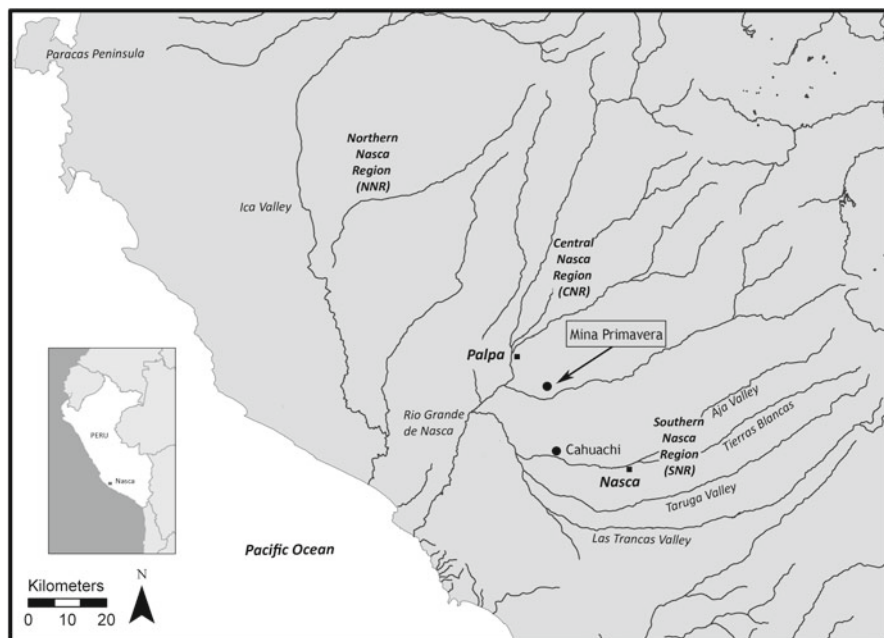 Paracas Peninsula
Northern
Nasca
Region
(NNR)
Ica Valley
Central
Nasca
Region
(CNR)
Mina Primavera
Palpa
Rio Grande
de Nasca
Aja Valley
Southern
Nasca
Region
(SNR)
Tierras Blancas
Cahuachi
Nasca
Taruga Valley
Las Trancas Valley
PERU
Nasca
Pacific Ocean
Kilometers
0 10 20
N